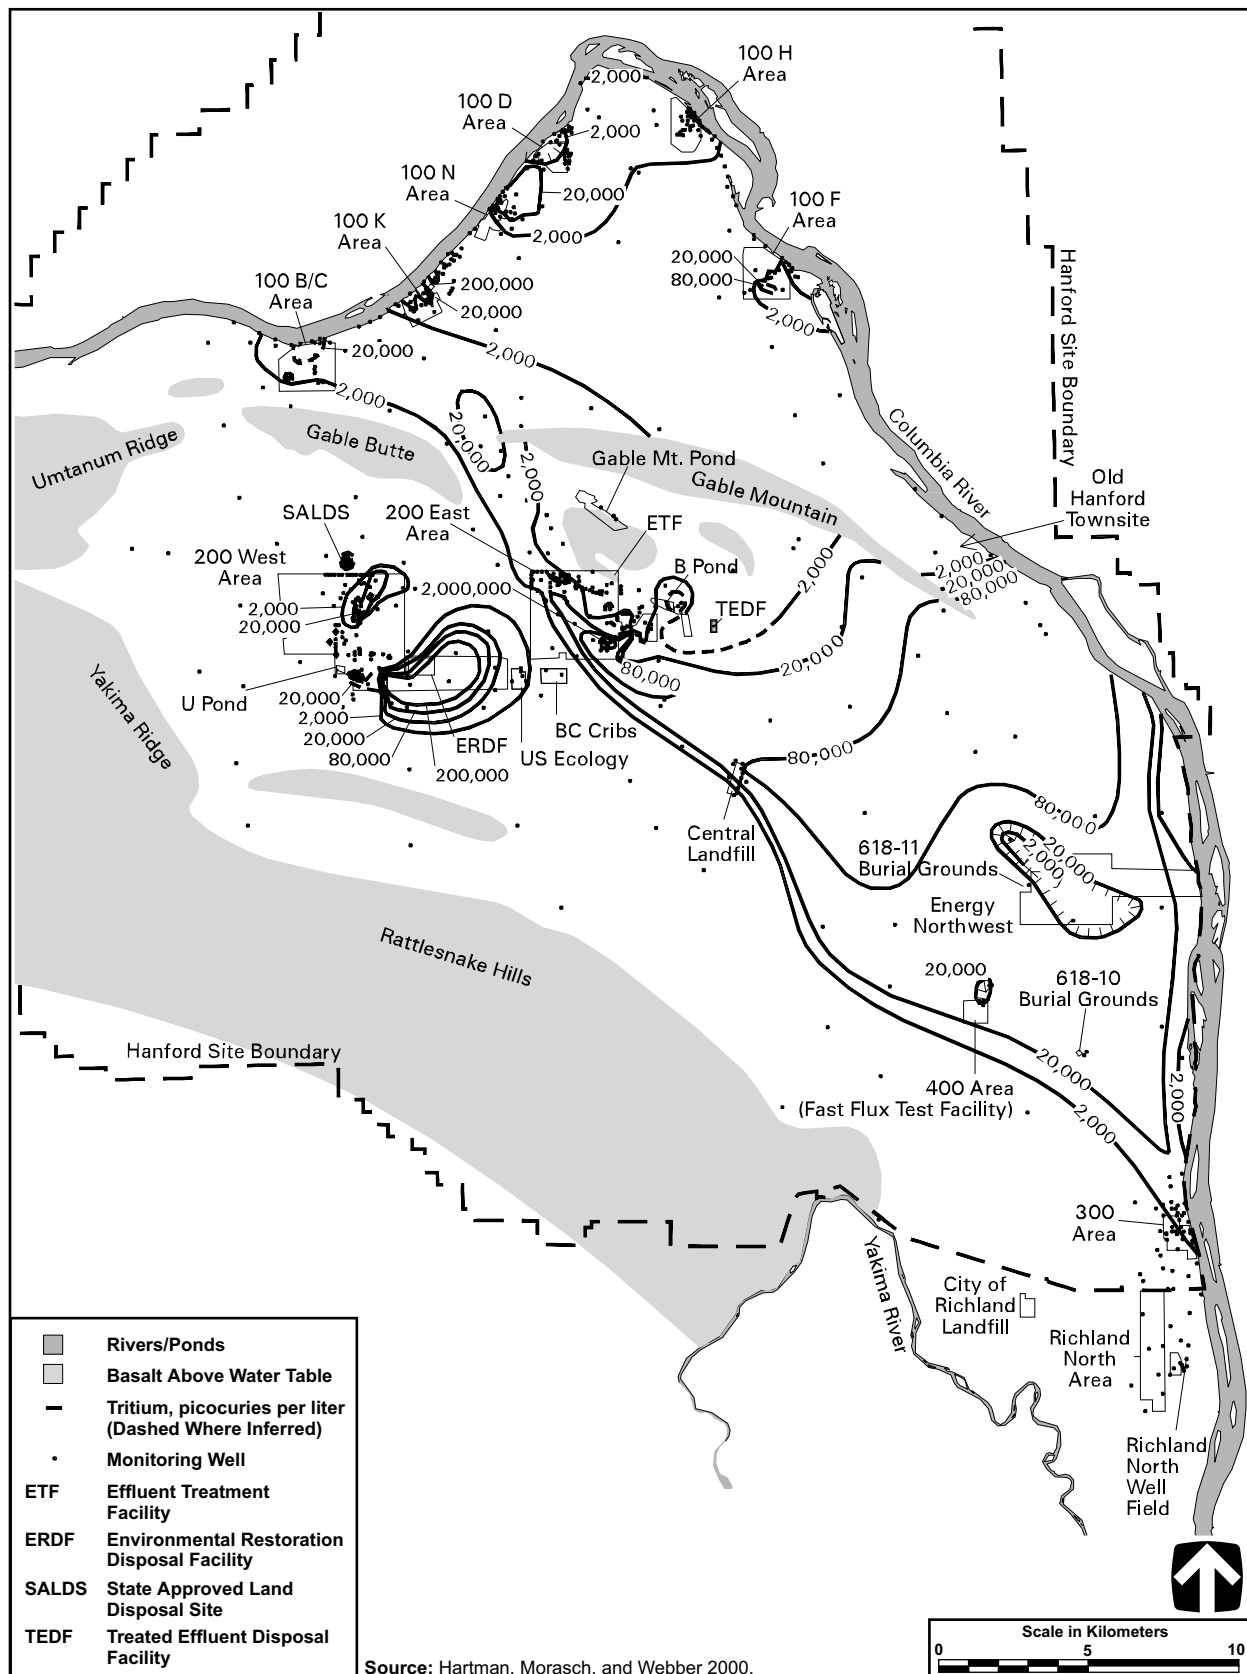 2,000
100 H
Area
100 D
Area
2,000
100 N
Area
20,000
2,000
100 K
Area
100 F
Area
20,000
80,000
2,000
200,000
20,000
100 B/C
Area
20,000
2,000
2,000
Hanford Site Boundary
Columbia River
Umtanum Ridge
Gable Butte
20,000
2,000
Gable Mt. Pond
Gable Mountain
Old
Hanford
Townsite
SALDS
200 East
Area
ETF
200 West
Area
2,000,000
B Pond
2,000
TEDF
2,000
20,000
80,000
2,000
20,000
80,000
20,000
U Pond
20,000
2,000
20,000
80,000
ERDF
200,000
BC Cribs
US Ecology
80,000
Yakima Ridge
Central
Landfill
80,000
618-11
Burial Grounds
20,000
2,000
Energy
Northwest
Rattlesnake Hills
20,000
618-10
Burial Grounds
Hanford Site Boundary
20,000
400 Area
(Fast Flux Test Facility)
2,000
2,000
300
Area
Yakima River
City of
Richland
Landfill
Richland
North
Area
Richland
North
Well
Field
Rivers/Ponds
Basalt Above Water Table
Tritium, picocuries per liter
(Dashed Where Inferred)
Monitoring Well
ETF Effluent Treatment
Facility
ERDF Environmental Restoration
Disposal Facility
SALDS State Approved Land
Disposal Site
TEDF Treated Effluent Disposal
Facility
Source: Hartman, Morasch, and Webber 2000.
Scale in Kilometers
0 5 10